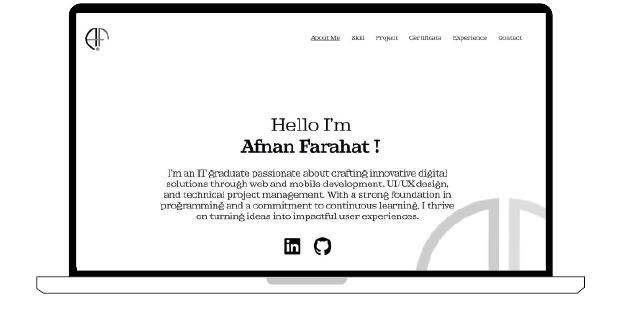 About Me Skill Project Certificate Experience Contact
Hello I'm
Afnan Farahat !
I'm an IT graduate passionate about crafting innovative digital
solutions through web and mobile development, UI/UX design,
and technical project management. With a strong foundation in
programming and a commitment to continuous learning, I thrive
on turning ideas into impactful user experiences.
in